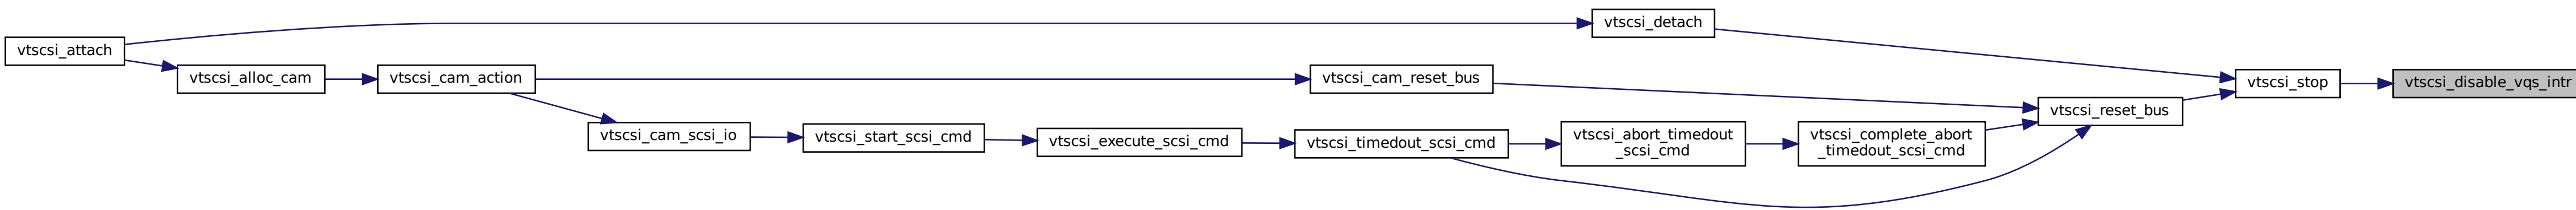 vtscsi_attach
vtscsi_alloc_cam
vtscsi_cam_action
vtscsi_cam_scsi_io
vtscsi_start_scsi_cmd
vtscsi_execute_scsi_cmd
vtscsi_cam_reset_bus
vtscsi_timedout_scsi_cmd
vtscsi_detach
vtscsi_abort_timedout
_scsi_cmd
vtscsi_complete_abort
_timedout_scsi_cmd
vtscsi_reset_bus
vtscsi_stop
vtscsi_disable_vqs_intr